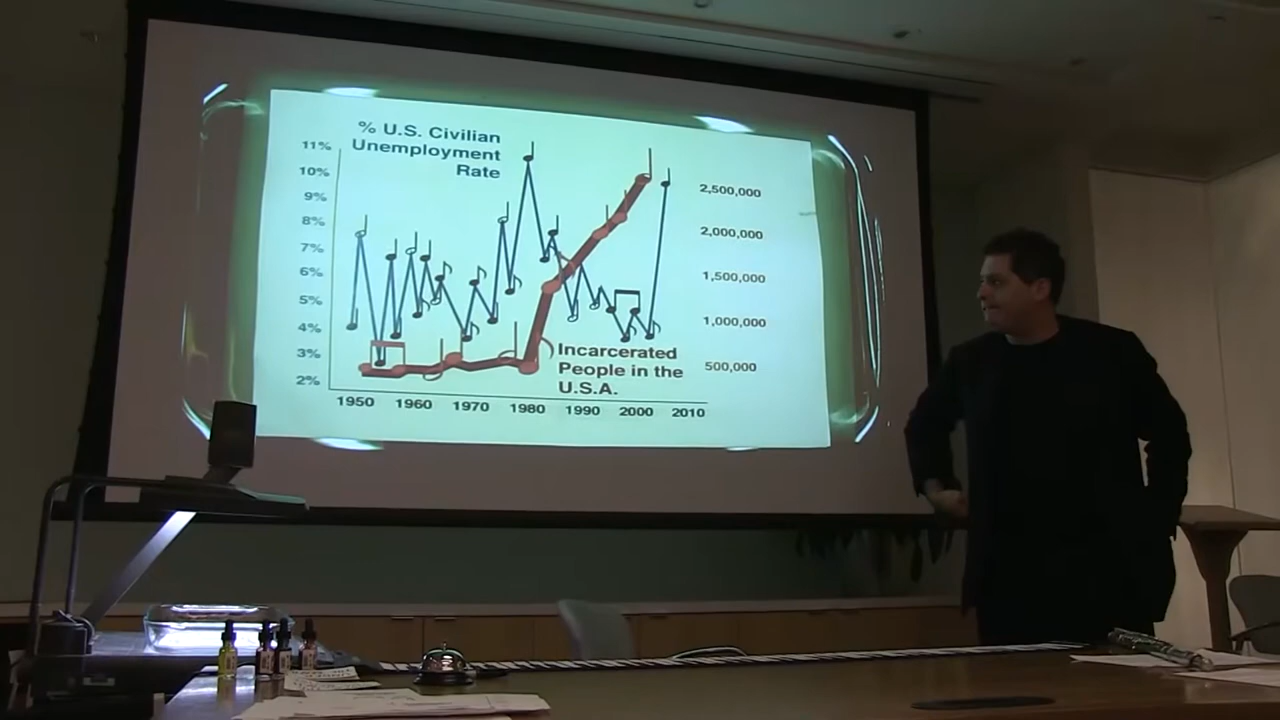 % U.S. Civilian
Unemployment
Rate
11%
10%
9%
8%
7%
6%
5%
4%
3%
2%
2,500,000
2,000,000
1,500,000
1,000,000
500,000
Incarcerated
People in the
U.S.A.
1950 1960 1970 1980 1990 2000 2010